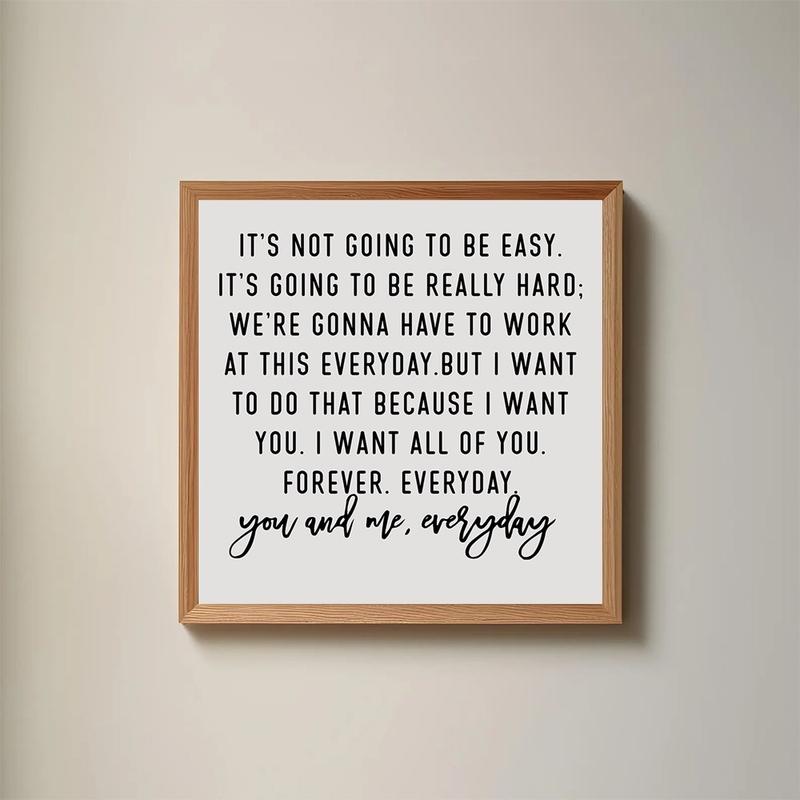 IT'S NOT GOING TO BE EASY.
IT'S GOING TO BE REALLY HARD;
WE'RE GONNA HAVE TO WORK
AT THIS EVERYDAY.BUT I WANT
TO DO THAT BECAUSE I WANT
YOU. I WANT ALL OF YOU.
FOREVER. EVERYDAY.
you and me, everyday